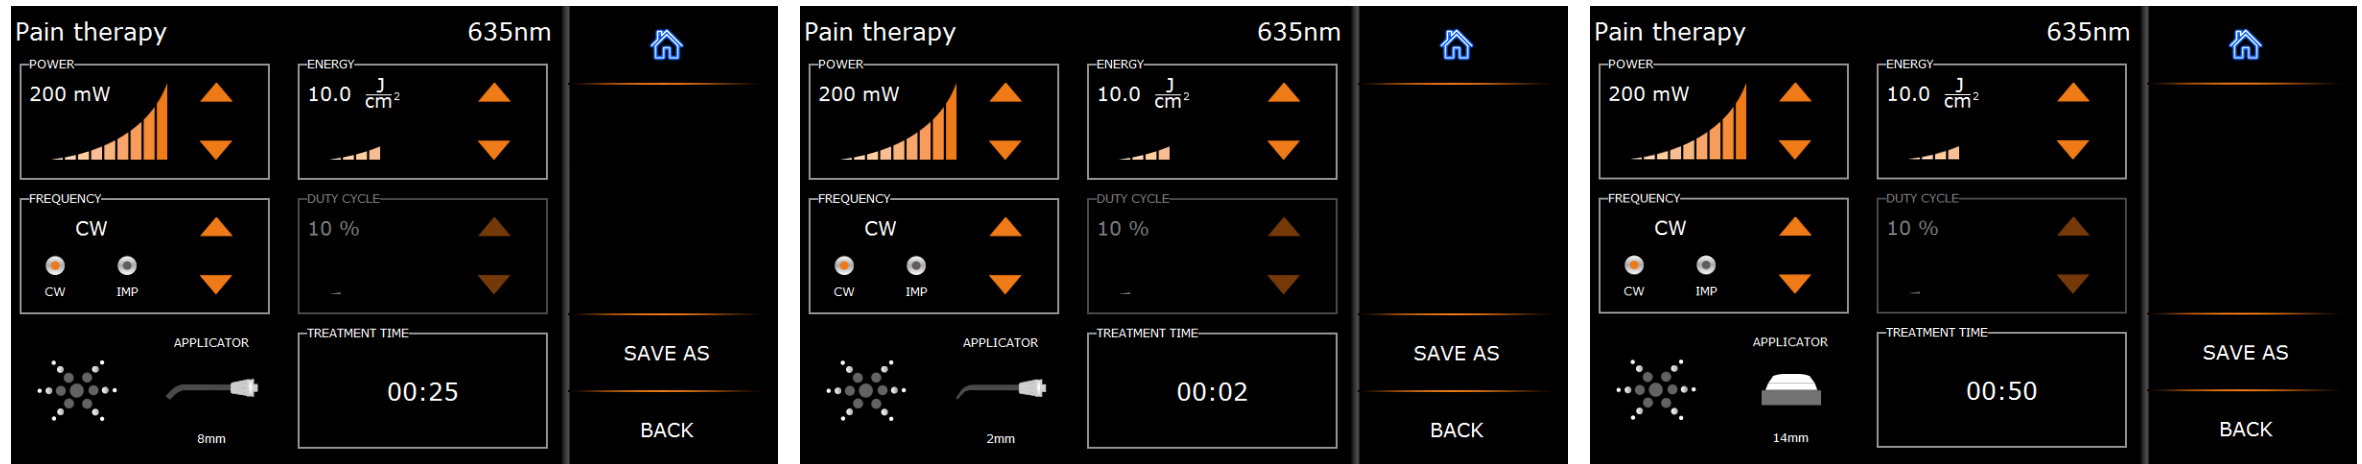 Pain therapy 635nm
POWER ENERGY
200 mW 10.0 J/cm²
FREQUENCY DUTY CYCLE
CW 10 %
CW IMP
APPLICATOR TREATMENT TIME
00:25
8mm
SAVE AS
BACK
Pain therapy 635nm
POWER ENERGY
200 mW 10.0 J/cm²
FREQUENCY DUTY CYCLE
CW 10 %
CW IMP
APPLICATOR TREATMENT TIME
00:02
2mm
SAVE AS
BACK
Pain therapy 635nm
POWER ENERGY
200 mW 10.0 J/cm²
FREQUENCY DUTY CYCLE
CW 10 %
CW IMP
APPLICATOR TREATMENT TIME
00:50
14mm
SAVE AS
BACK